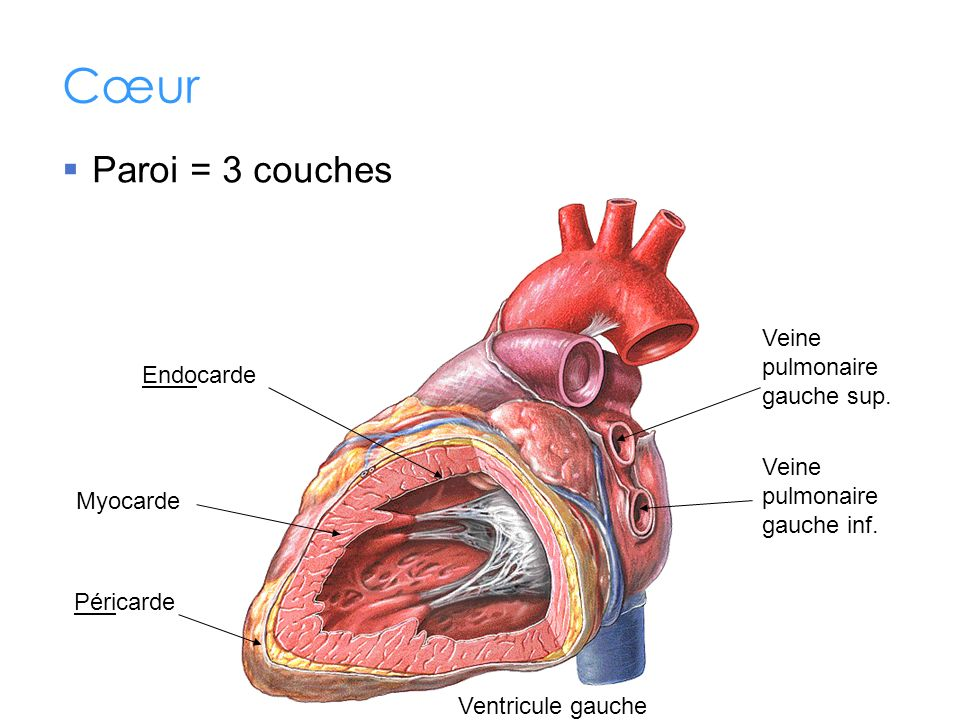 Cœur
Paroi = 3 couches
Endocarde
Myocarde
Péricarde
Veine
pulmonaire
gauche sup.
Veine
pulmonaire
gauche inf.
Ventricule gauche